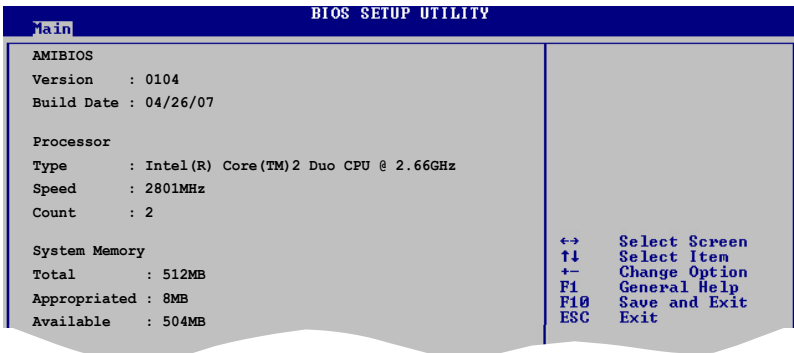 BIOS SETUP UTILITY
Main
AMIBIOS
Version : 0104
Build Date : 04/26/07
Processor
Type : Intel(R) Core(TM)2 Duo CPU @ 2.66GHz
Speed : 2801MHz
Count : 2
System Memory
Total : 512MB
Appropriated : 8MB
Available : 504MB
←→ Select Screen
↑↓ Select Item
+- Change Option
F1 General Help
F10 Save and Exit
ESC Exit